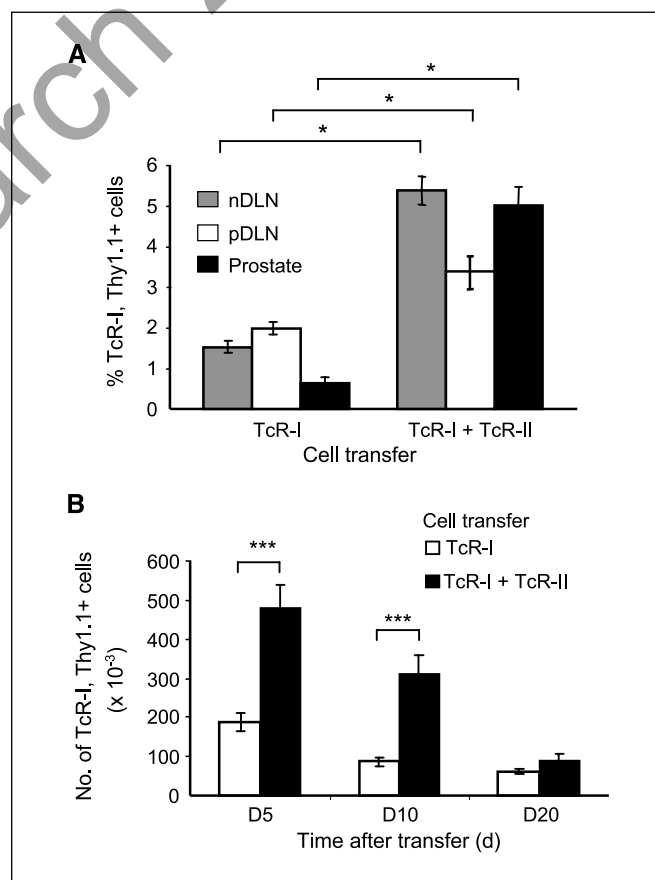 arch
A
*
*
*
% TcR-I, Thy1.1+ cells
6
5
4
3
2
1
0
nDLN
pDLN
Prostate
TcR-I
TcR-I + TcR-II
Cell transfer
B
Cell transfer
TcR-I
TcR-I + TcR-II
No. of TcR-I, Thy1.1+ cells
(x 10-3)
600
500
400
300
200
100
0
***
***
D5
D10
D20
Time after transfer (d)